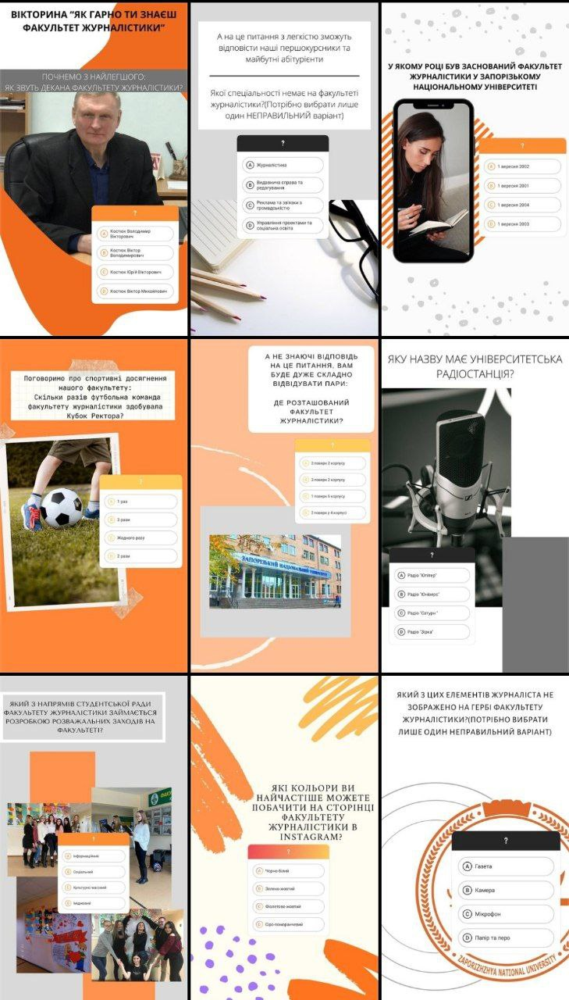 ВІКТОРИНА "ЯК ГАРНО ТИ ЗНАЄШ
ФАКУЛЬТЕТ ЖУРНАЛІСТИКИ"
ПОЧНЕМО З НАЙЛЕГШОГО:
ЯК ЗВУТЬ ДЕКАНА ФАКУЛЬТЕТУ ЖУРНАЛІСТИКИ?
?
A Костюк Володимир
Вікторович
B Костюк Віктор
Володимирович
C Костюк Юрій Вікторович
D Костюк Віктор Михайлович
А на це питання з легкістю зможуть
відповісти наші першокурсники та
майбутні абітурієнти
Якої спеціальності немає на факультеті
журналістики?(Потрібно вибрати лише
один НЕПРАВИЛЬНИЙ варіант)
?
A Журналістика
B Видавнича справа та
редагування
C Реклама та зв'язки з
громадськістю
D Управління проектами та
соціальна освіта
У ЯКОМУ РОЦІ БУВ ЗАСНОВАНИЙ ФАКУЛЬТЕТ
ЖУРНАЛІСТИКИ У ЗАПОРІЗЬКОМУ
НАЦІОНАЛЬНОМУ УНІВЕРСИТЕТІ
?
A 1 вересня 2002
B 1 вересня 2001
C 1 вересня 2004
D 1 вересня 2003
Поговоримо про спортивні досягнення
нашого факультету:
Скільки разів футбольна команда
факультету журналістики здобувала
Кубок Ректора?
?
A 1 раз
B 3 рази
C Жодного разу
D 2 рази
А НЕ ЗНАЮЧІ ВІДПОВІДЬ
НА ЦЕ ПИТАННЯ, ВАМ
БУДЕ ДУЖЕ СКЛАДНО
ВІДВІДУВАТИ ПАРИ:
ДЕ РОЗТАШОВАНИЙ
ФАКУЛЬТЕТ
ЖУРНАЛІСТИКИ?
?
A 2 поверх 2 корпусу
B 3 поверх 2 корпусу
C 1 поверх 6 корпусу
D 2 поверх у 4 корпусі
ЗАПОРІЗЬКИЙ НАЦІОНАЛЬНИЙ УНІВЕРСИТЕТ
ЯКУ НАЗВУ МАЄ УНІВЕРСИТЕТСЬКА
РАДІОСТАНЦІЯ?
?
A Радіо "Юпітер"
B Радіо "Юніверс"
C Радіо "Сатурн"
D Радіо "Зірка"
ЯКИЙ З НАПРЯМІВ СТУДЕНТСЬКОЇ РАДИ
ФАКУЛЬТЕТУ ЖУРНАЛІСТИКИ ЗАЙМАЄТЬСЯ
РОЗРОБКОЮ РОЗВАЖАЛЬНИХ ЗАХОДІВ НА
ФАКУЛЬТЕТІ?
?
A Інформаційний
B Соціальний
C Культурно масовий
D Іміджовий
ЯКІ КОЛЬОРИ ВИ
НАЙЧАСТІШЕ МОЖЕТЕ
ПОБАЧИТИ НА СТОРІНЦІ
ФАКУЛЬТЕТУ
ЖУРНАЛІСТИКИ В
INSTAGRAM?
?
A Чорно білий
B Зелено-жовтий
C Фіолетово-жовтий
D Сіро-помаранчевий
ЯКИЙ З ЦИХ ЕЛЕМЕНТІВ ЖУРНАЛІСТА НЕ
ЗОБРАЖЕНО НА ГЕРБІ ФАКУЛЬТЕТУ
ЖУРНАЛІСТИКИ?(ПОТРІБНО ВИБРАТИ
ЛИШЕ ОДИН НЕПРАВИЛЬНИЙ ВАРІАНТ)
?
A Газета
B Камера
C Мікрофон
D Папір та перо
ZAPORIZHZHYA NATIONAL UNIVERSITY